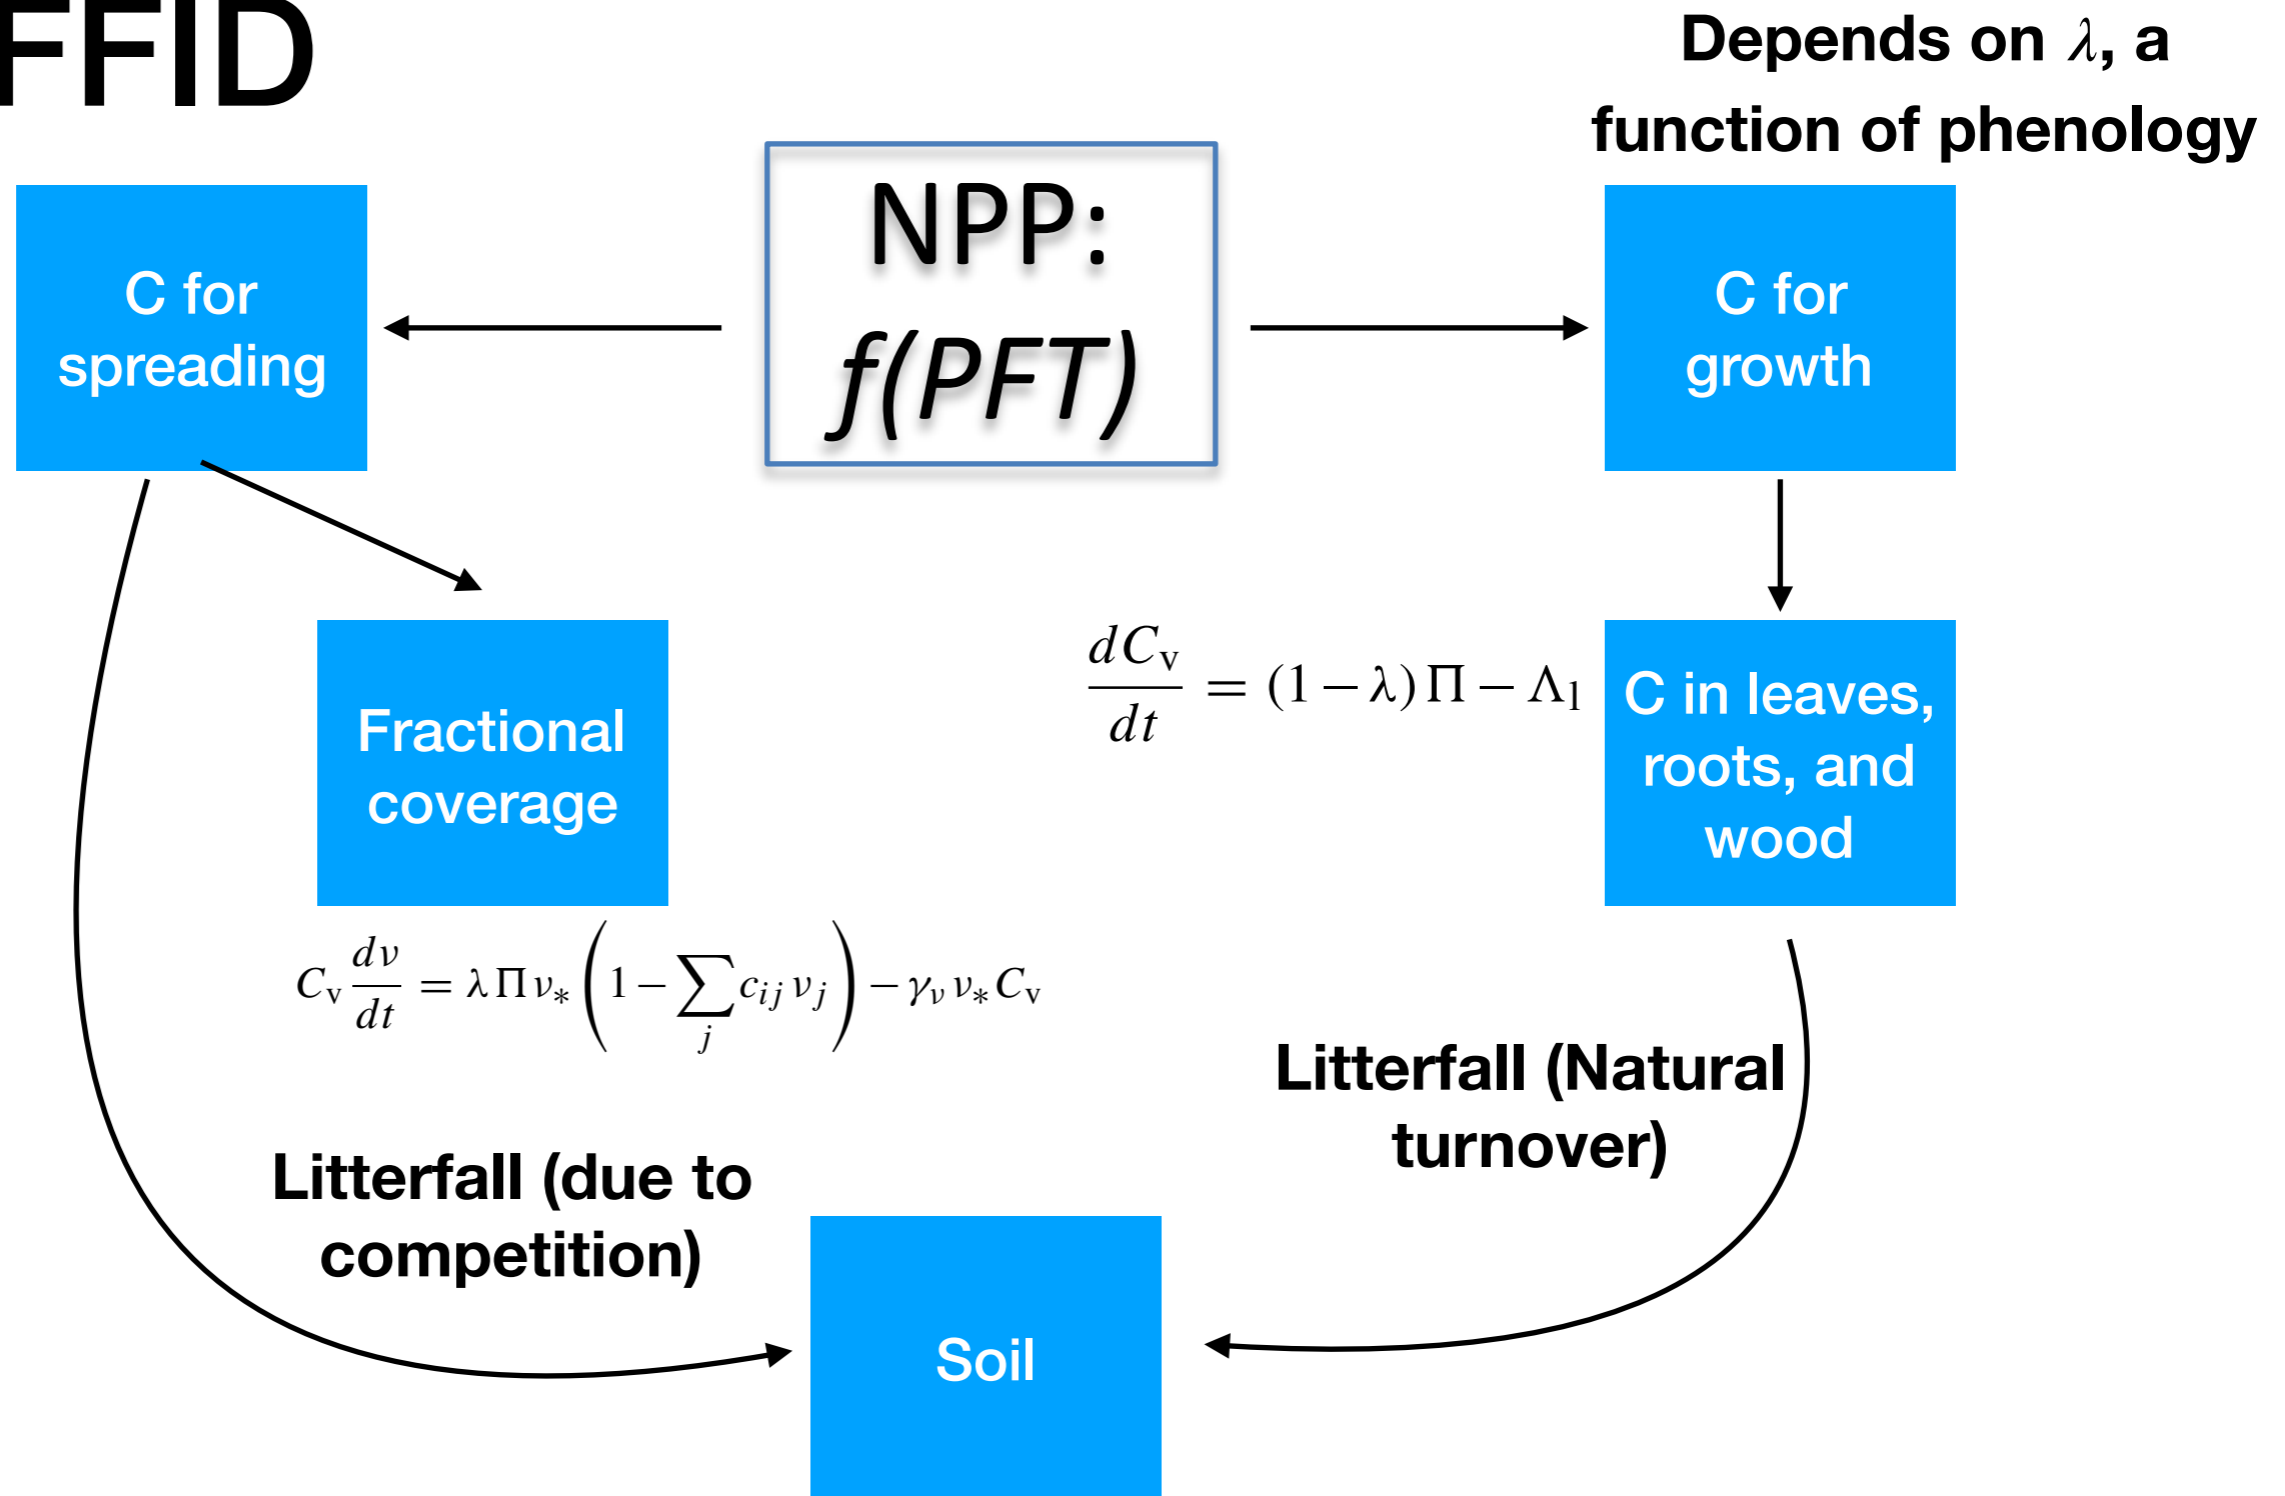 FFID
Depends on λ, a
function of phenology
NPP:
f(PFT)
C for
spreading
C for
growth
Fractional
coverage
dC_v/dt = (1 − λ) Π − Λ_l
C in leaves,
roots, and
wood
C_v dν/dt = λ Π ν_* (1 − ∑_j c_ij ν_j) − γ_ν ν_* C_v
Litterfall (Natural
turnover)
Litterfall (due to
competition)
Soil